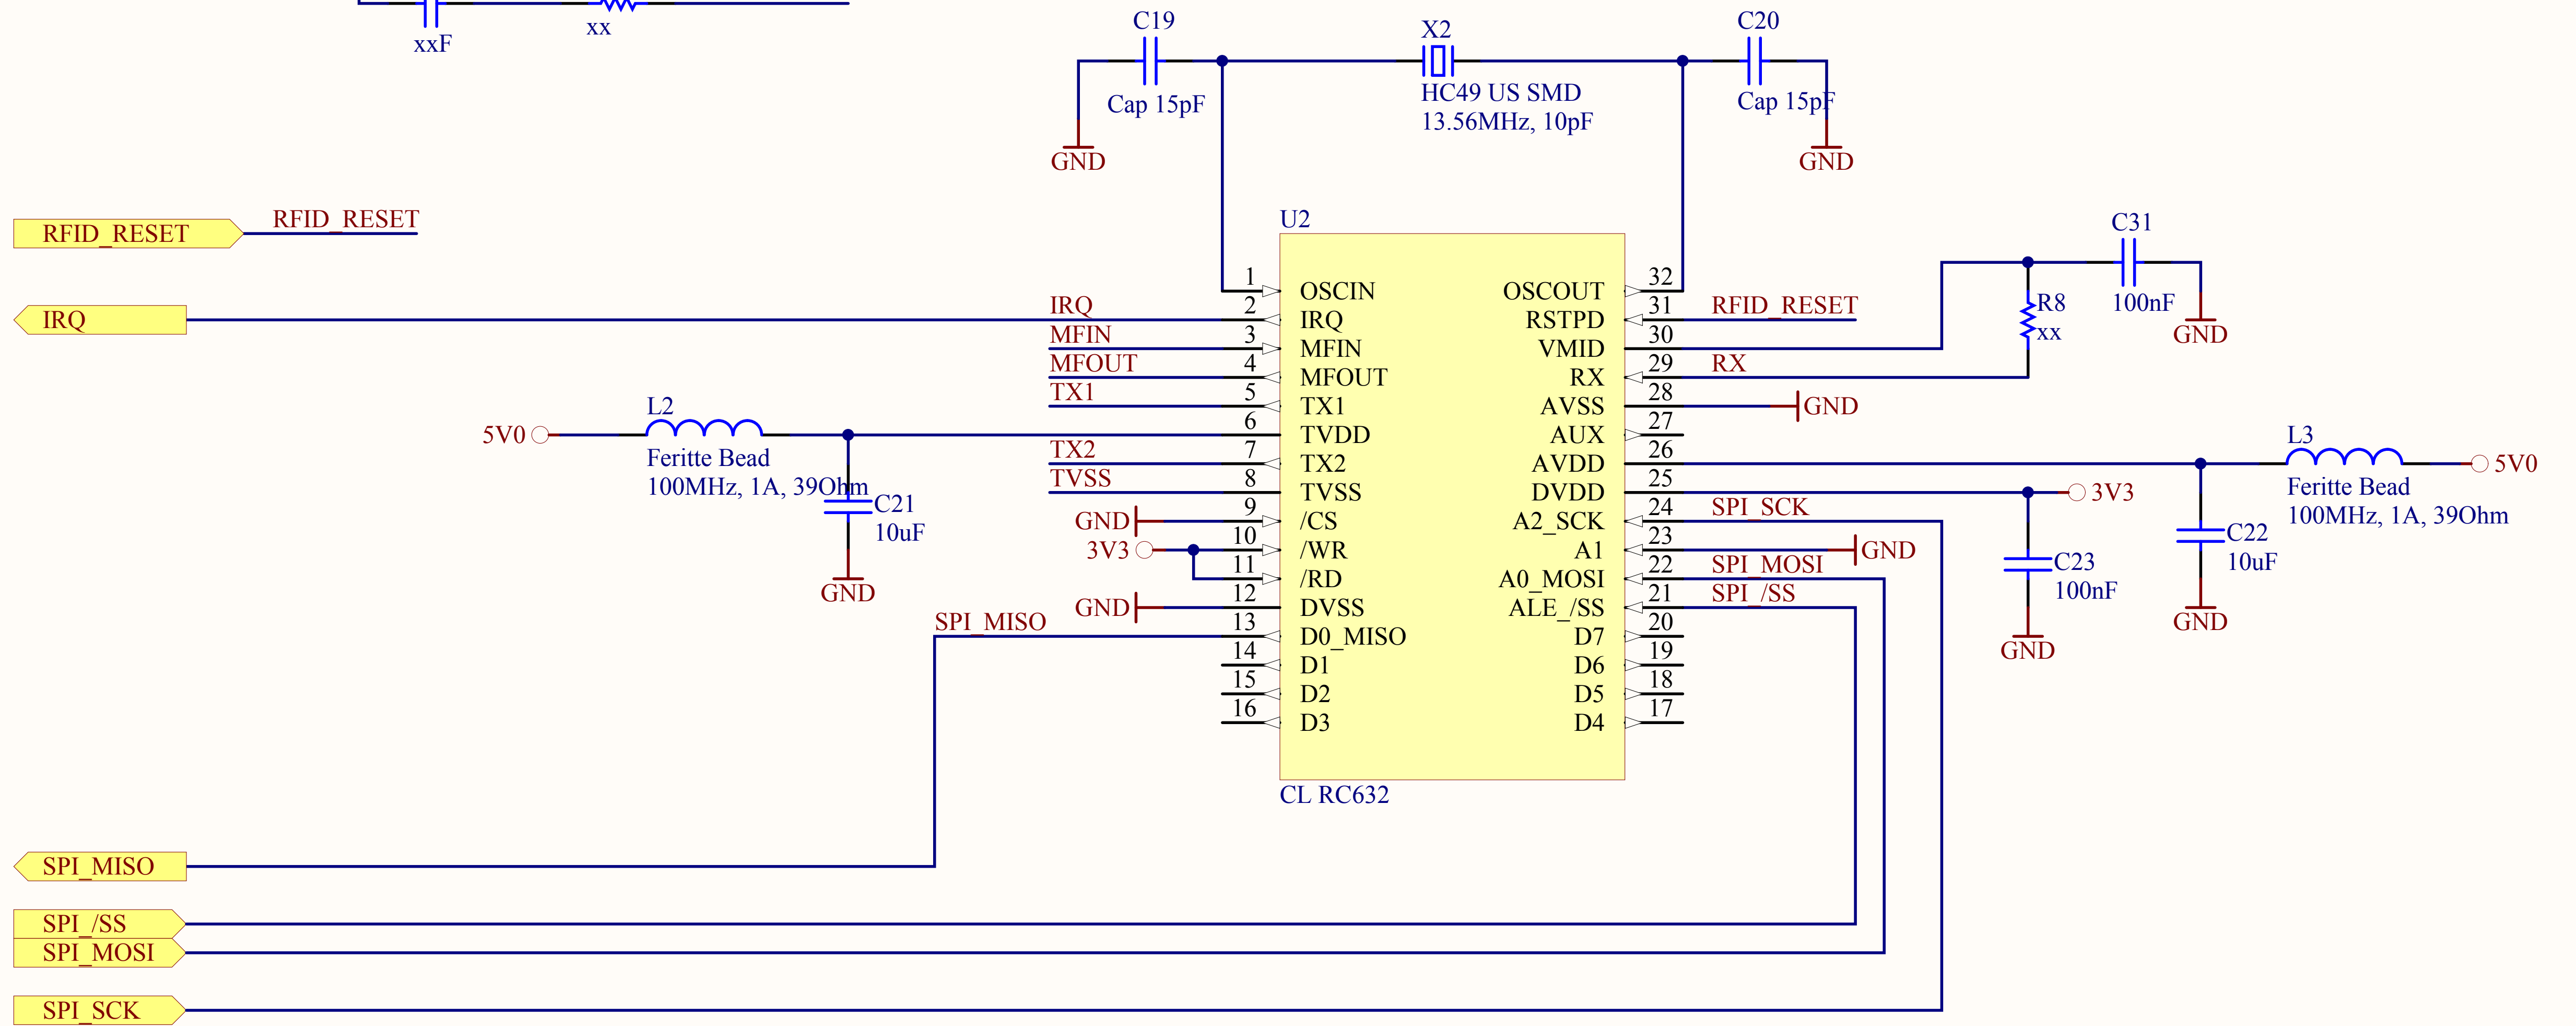 xxF
xx
C19
Cap 15pF
GND
X2
HC49 US SMD
13.56MHz, 10pF
C20
Cap 15pF
GND
RFID_RESET
RFID_RESET
IRQ
U2
CL RC632
IRQ
MFIN
MFOUT
TX1
TX2
TVSS
GND
3V3
GND
SPI_MISO
1
2
3
4
5
6
7
8
9
10
11
12
13
14
15
16
OSCIN
IRQ
MFIN
MFOUT
TX1
TVDD
TX2
TVSS
/CS
/WR
/RD
DVSS
D0_MISO
D1
D2
D3
OSCOUT
RSTPD
VMID
RX
AVSS
AUX
AVDD
DVDD
A2_SCK
A1
A0_MOSI
ALE_/SS
D7
D6
D5
D4
32
31
30
29
28
27
26
25
24
23
22
21
20
19
18
17
RFID_RESET
RX
GND
SPI_SCK
GND
SPI_MOSI
SPI_/SS
C31
100nF
GND
R8
xx
5V0
L2
Feritte Bead
100MHz, 1A, 39Ohm
C21
10uF
GND
L3
Feritte Bead
100MHz, 1A, 39Ohm
5V0
3V3
C23
100nF
GND
C22
10uF
GND
SPI_MISO
SPI_/SS
SPI_MOSI
SPI_SCK